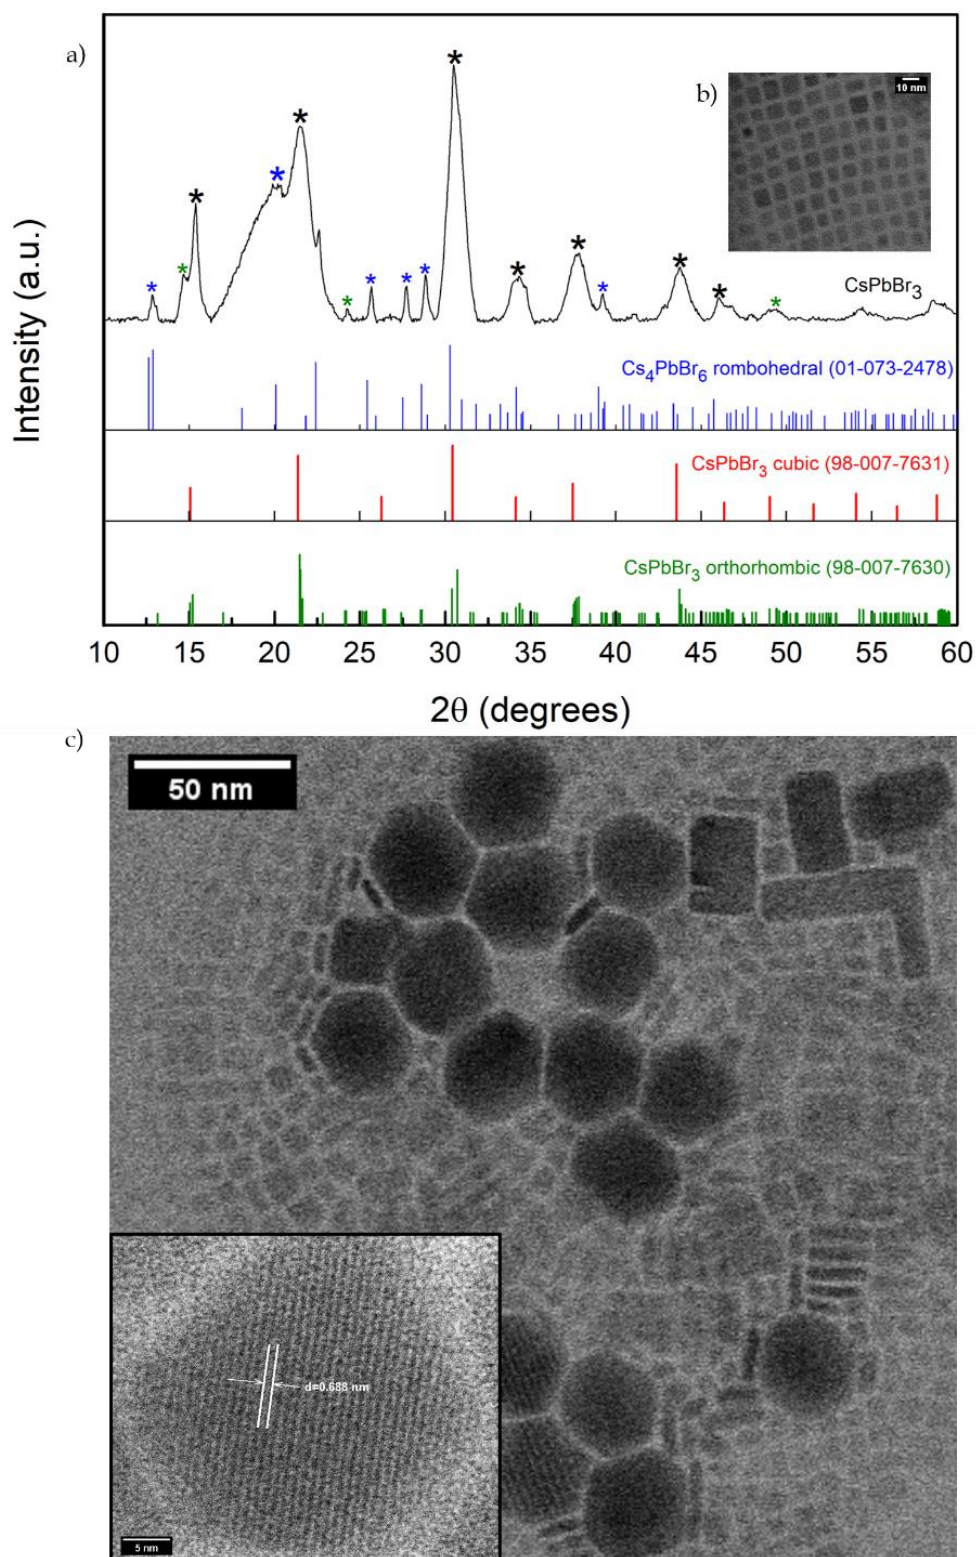 a)
b)
10 nm
Intensity (a.u.)
CsPbBr3
Cs4PbBr6 rombohedral (01-073-2478)
CsPbBr3 cubic (98-007-7631)
CsPbBr3 orthorhombic (98-007-7630)
10 15 20 25 30 35 40 45 50 55 60
2θ (degrees)
c)
50 nm
d=0.688 nm
5 nm